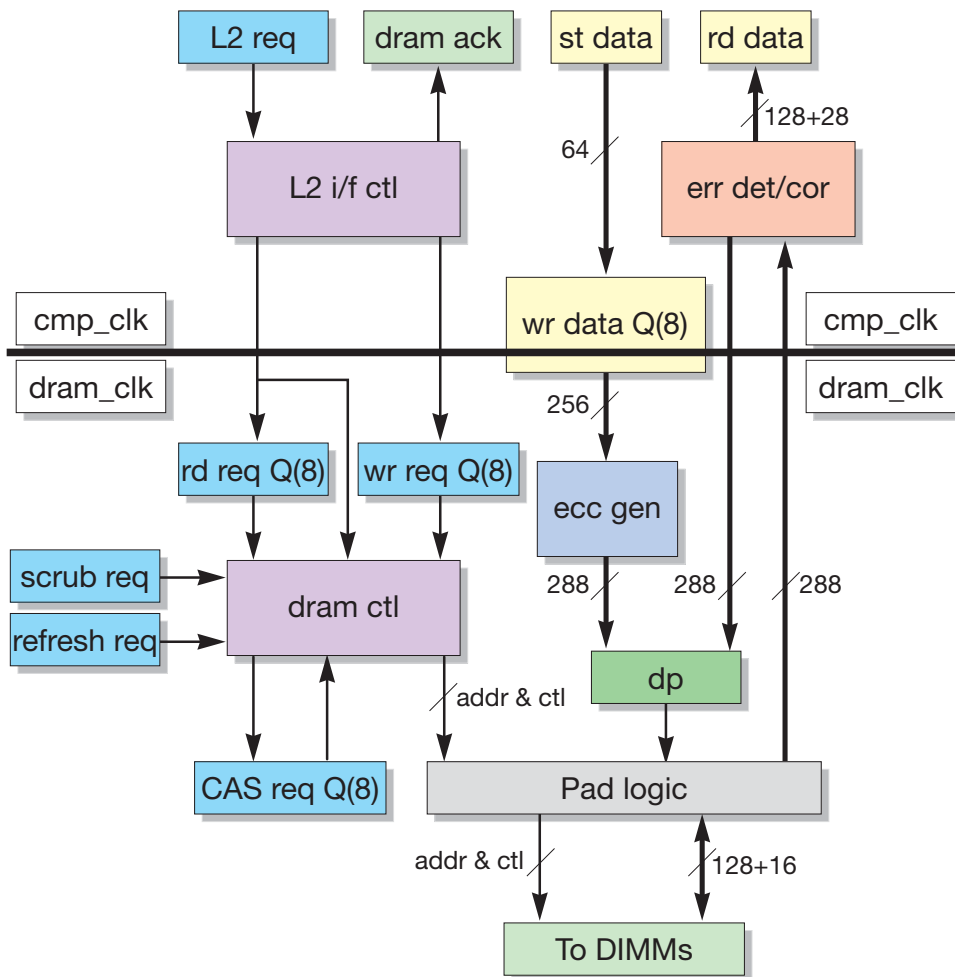 L2 req
dram ack
st data
rd data
128+28
64
L2 i/f ctl
err det/cor
cmp_clk
wr data Q(8)
cmp_clk
dram_clk
dram_clk
256
rd req Q(8)
wr req Q(8)
ecc gen
scrub req
288
288
288
dram ctl
refresh req
dp
addr & ctl
CAS req Q(8)
Pad logic
addr & ctl
128+16
To DIMMs